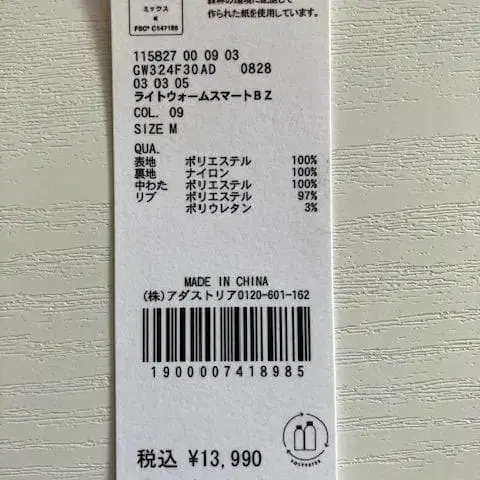 ミックス
紙
FSC® C147185
作られた紙を使用しています。
115827 00 09 03
GW324F30AD 0828
03 03 05
ライトウォームスマートBZ
COL. 09
SIZE M
QUA.
表地 ポリエステル 100%
裏地 ナイロン 100%
中わた ポリエステル 100%
リブ ポリエステル 97%
ポリウレタン 3%
MADE IN CHINA
(株)アダストリア0120-601-162
1900007418985
税込 ¥13,990